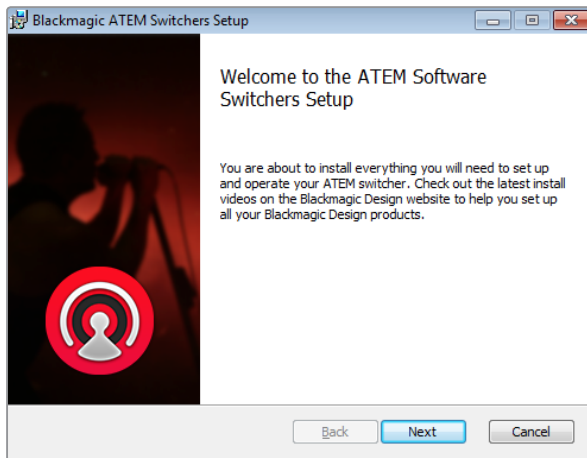 Blackmagic ATEM Switchers Setup
Welcome to the ATEM Software
Switchers Setup
You are about to install everything you will need to set up
and operate your ATEM switcher. Check out the latest install
videos on the Blackmagic Design website to help you set up
all your Blackmagic Design products.
Back Next Cancel